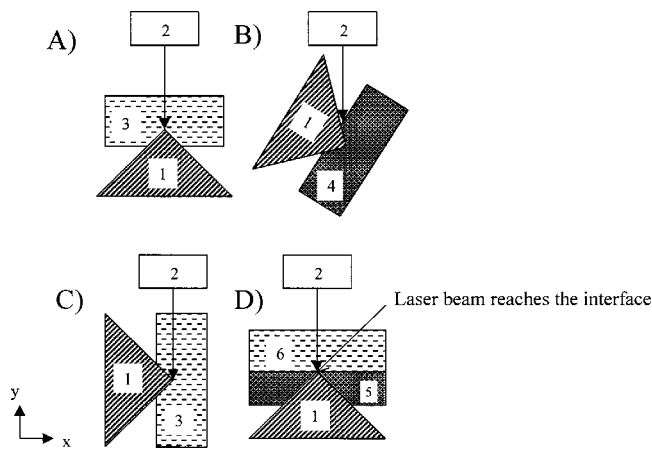 A)
2
3
1
B)
2
1
4
C)
2
1
3
D)
2
Laser beam reaches the interface
6
5
1
y
x